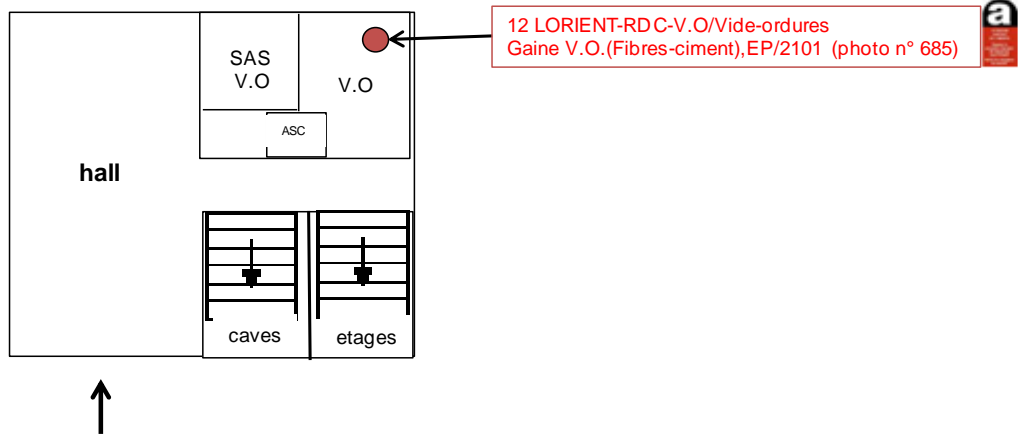 12 LORIENT-RDC-V.O/Vide-ordures
Gaine V.O.(Fibres-ciment),EP/2101 (photo n° 685)
a
SAS
V.O
V.O
ASC
hall
caves
etages